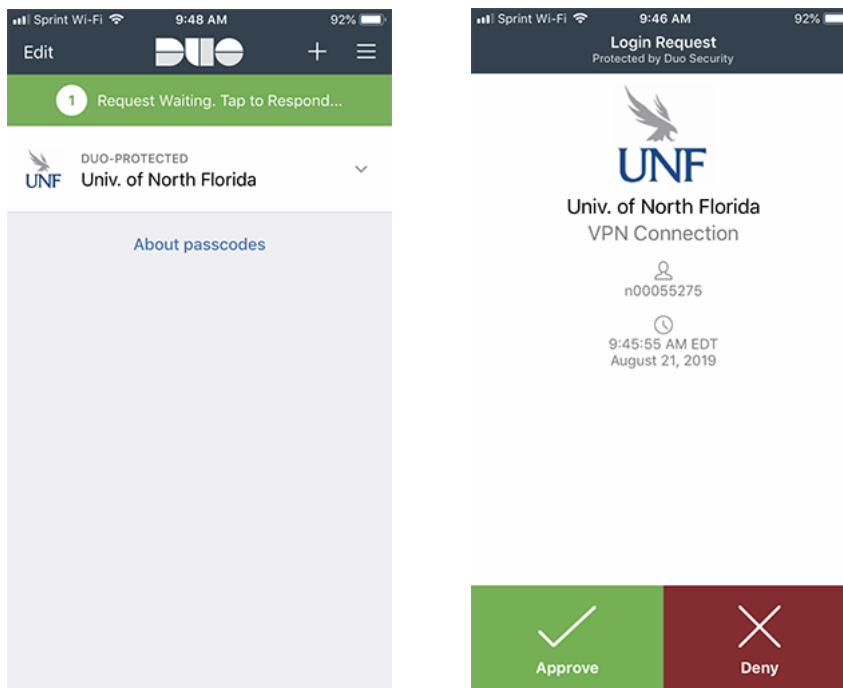 Sprint Wi-Fi 9:48 AM 92%
Edit DUO
1 Request Waiting. Tap to Respond...
DUO-PROTECTED
UNF Univ. of North Florida
About passcodes
Sprint Wi-Fi 9:46 AM 92%
Login Request
Protected by Duo Security
UNF
Univ. of North Florida
VPN Connection
n00055275
9:45:55 AM EDT
August 21, 2019
Approve Deny